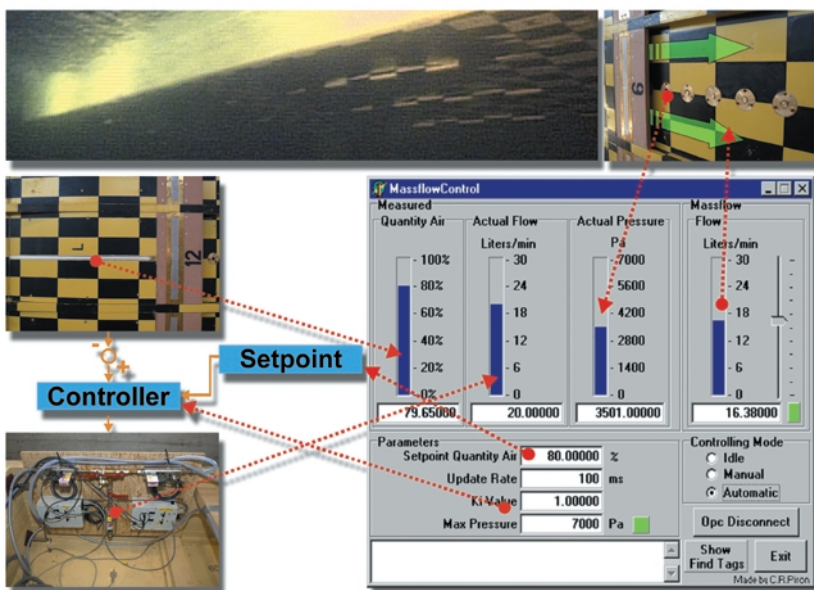 6
L
12
-
+
Controller
Setpoint
MassflowControl
Measured
Quantity Air
100%
80%
60%
40%
20%
0%
79.65000
Actual Flow
Liters/min
30
24
18
12
6
0
20.00000
Actual Pressure
Pa
7000
5600
4200
2800
1400
0
3501.00000
Massflow
Flow
Liters/min
30
24
18
12
6
0
16.38000
Parameters
Setpoint Quantity Air 80.00000 %
Update Rate 100 ms
Ki Value 1.00000
Max Pressure 7000 Pa
Controlling Mode
Idle
Manual
Automatic
Opc Disconnect
Show
Find Tags
Exit
Made by C.R.Piron